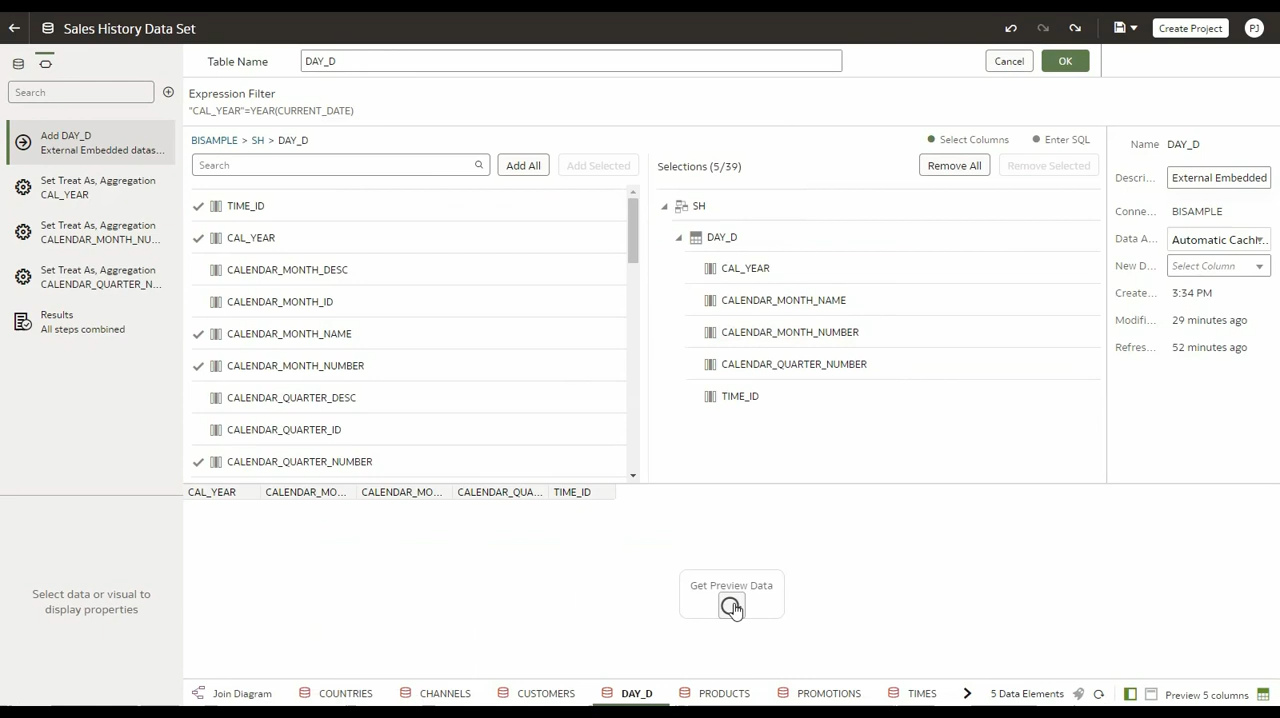 Sales History Data Set
Create Project
PJ
Table Name
DAY_D
Cancel
OK
Search
Expression Filter
"CAL_YEAR"=YEAR(CURRENT_DATE)
Add DAY_D
External Embedded datas...
Set Treat As, Aggregation
CAL_YEAR
Set Treat As, Aggregation
CALENDAR_MONTH_NU...
Set Treat As, Aggregation
CALENDAR_QUARTER_N...
Results
All steps combined
Select data or visual to
display properties
BISAMPLE > SH > DAY_D
Search
Add All
Add Selected
TIME_ID
CAL_YEAR
CALENDAR_MONTH_DESC
CALENDAR_MONTH_ID
CALENDAR_MONTH_NAME
CALENDAR_MONTH_NUMBER
CALENDAR_QUARTER_DESC
CALENDAR_QUARTER_ID
CALENDAR_QUARTER_NUMBER
Select Columns
Enter SQL
Selections (5/39)
Remove All
Remove Selected
SH
DAY_D
CAL_YEAR
CALENDAR_MONTH_NAME
CALENDAR_MONTH_NUMBER
CALENDAR_QUARTER_NUMBER
TIME_ID
Name DAY_D
Descri... External Embedded
Conne... BISAMPLE
Data A... Automatic Cachi...
New D... Select Column
Create... 3:34 PM
Modifi... 29 minutes ago
Refres... 52 minutes ago
CAL_YEAR CALENDAR_MO... CALENDAR_MO... CALENDAR_QUA... TIME_ID
Get Preview Data
Join Diagram COUNTRIES CHANNELS CUSTOMERS DAY_D PRODUCTS PROMOTIONS TIMES 5 Data Elements Preview 5 columns